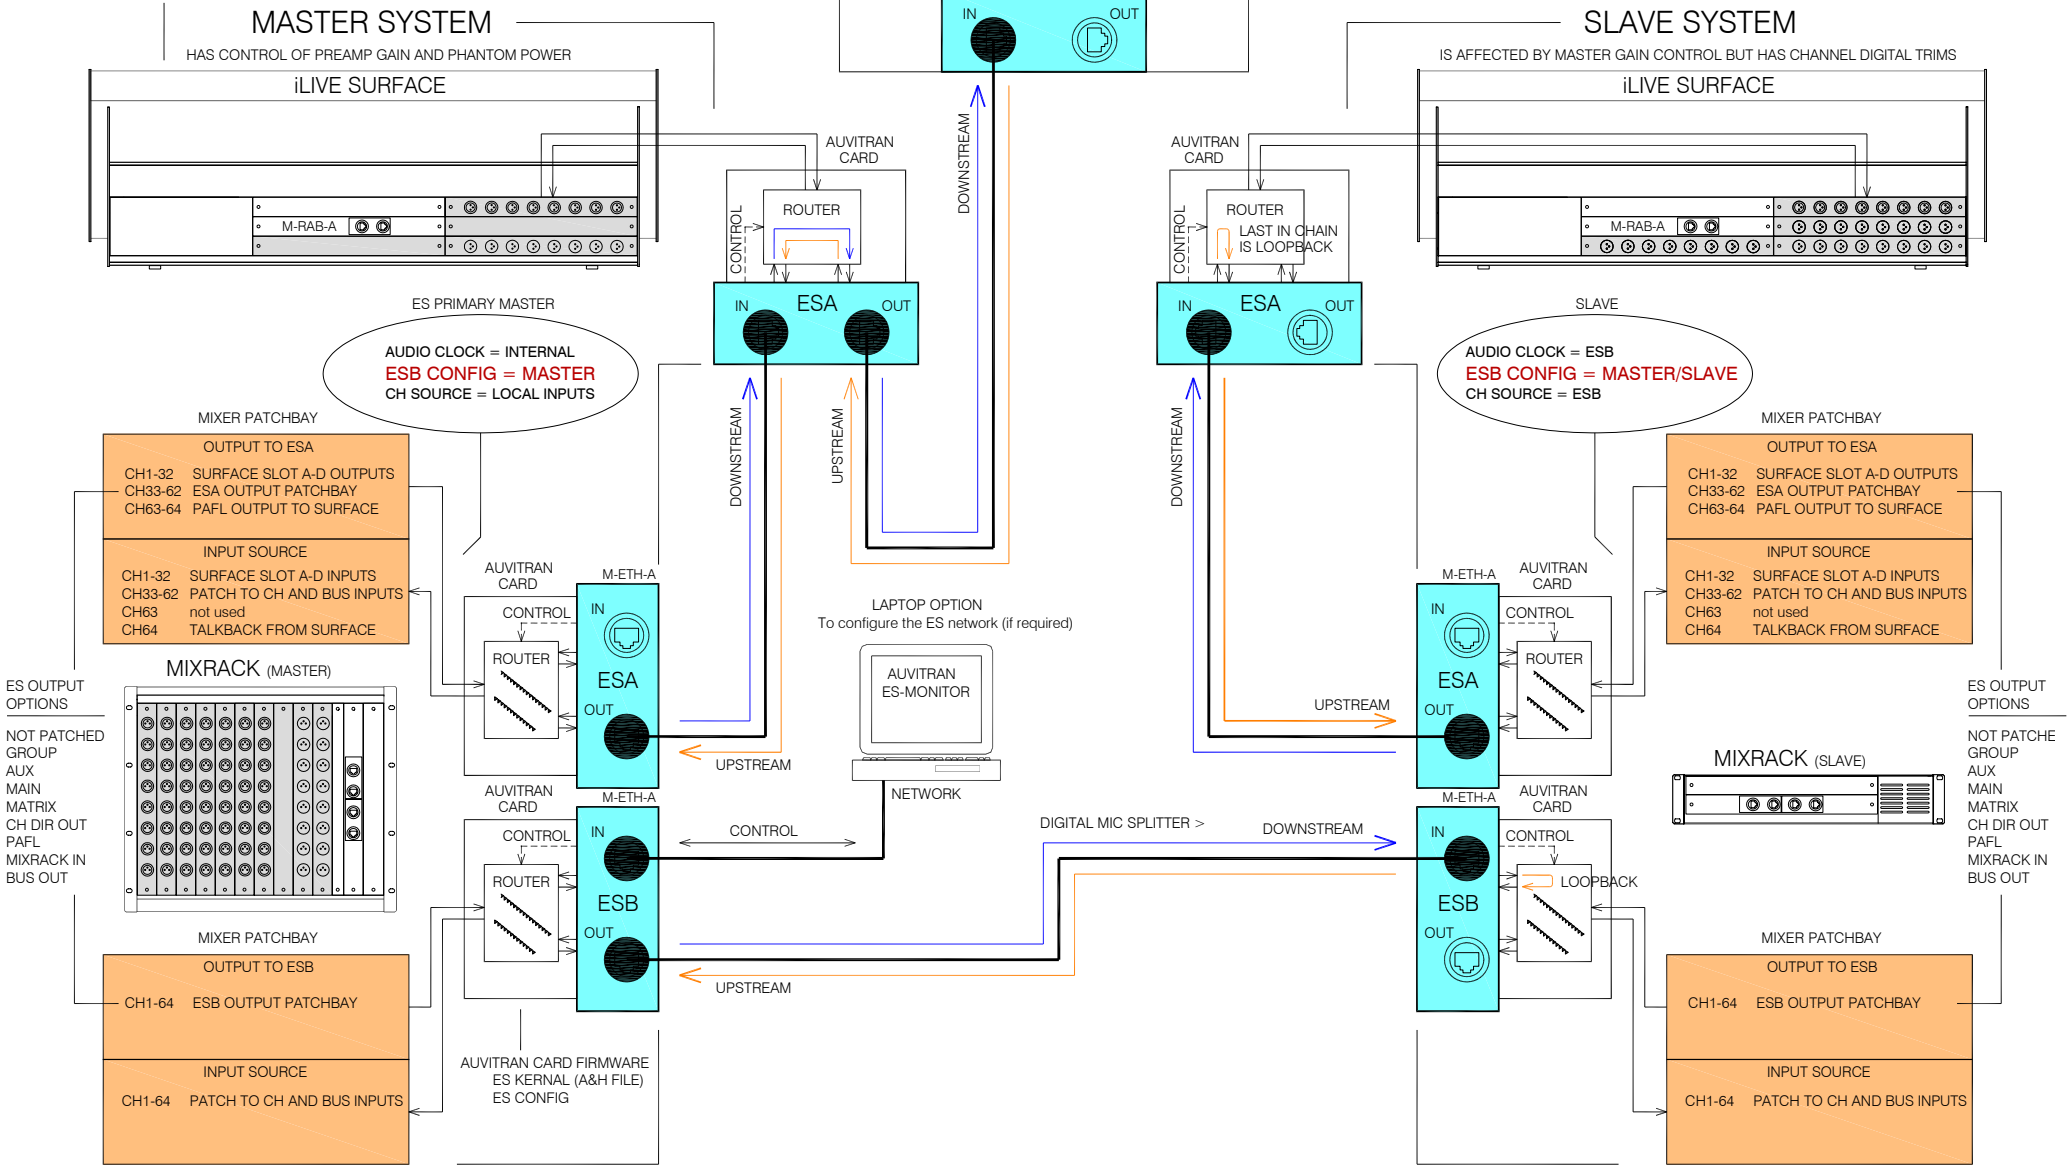 MASTER SYSTEM
HAS CONTROL OF PREAMP GAIN AND PHANTOM POWER
iLIVE SURFACE
M-RAB-A
IN
OUT
SLAVE SYSTEM
IS AFFECTED BY MASTER GAIN CONTROL BUT HAS CHANNEL DIGITAL TRIMS
iLIVE SURFACE
M-RAB-A
AUVITRAN
CARD
CONTROL
ROUTER
IN
ESA
OUT
DOWNSTREAM
AUVITRAN
CARD
CONTROL
ROUTER
LAST IN CHAIN
IS LOOPBACK
IN
ESA
OUT
ES PRIMARY MASTER
AUDIO CLOCK = INTERNAL
ESB CONFIG = MASTER
CH SOURCE = LOCAL INPUTS
SLAVE
AUDIO CLOCK = ESB
ESB CONFIG = MASTER/SLAVE
CH SOURCE = ESB
DOWNSTREAM
UPSTREAM
DOWNSTREAM
MIXER PATCHBAY
OUTPUT TO ESA
CH1-32 SURFACE SLOT A-D OUTPUTS
CH33-62 ESA OUTPUT PATCHBAY
CH63-64 PAFL OUTPUT TO SURFACE
INPUT SOURCE
CH1-32 SURFACE SLOT A-D INPUTS
CH33-62 PATCH TO CH AND BUS INPUTS
CH63 not used
CH64 TALKBACK FROM SURFACE
MIXRACK (MASTER)
ES OUTPUT
OPTIONS
NOT PATCHED
GROUP
AUX
MAIN
MATRIX
CH DIR OUT
PAFL
MIXRACK IN
BUS OUT
MIXER PATCHBAY
OUTPUT TO ESB
CH1-64 ESB OUTPUT PATCHBAY
INPUT SOURCE
CH1-64 PATCH TO CH AND BUS INPUTS
AUVITRAN
CARD
M-ETH-A
CONTROL
ROUTER
IN
ESA
OUT
UPSTREAM
AUVITRAN
CARD
M-ETH-A
CONTROL
ROUTER
IN
ESB
OUT
UPSTREAM
AUVITRAN CARD FIRMWARE
ES KERNAL (A&H FILE)
ES CONFIG
LAPTOP OPTION
To configure the ES network (if required)
AUVITRAN
ES-MONITOR
NETWORK
CONTROL
DIGITAL MIC SPLITTER >
DOWNSTREAM
UPSTREAM
M-ETH-A
AUVITRAN
CARD
IN
CONTROL
ROUTER
ESA
OUT
M-ETH-A
AUVITRAN
CARD
IN
CONTROL
LOOPBACK
ROUTER
ESB
OUT
MIXER PATCHBAY
OUTPUT TO ESA
CH1-32 SURFACE SLOT A-D OUTPUTS
CH33-62 ESA OUTPUT PATCHBAY
CH63-64 PAFL OUTPUT TO SURFACE
INPUT SOURCE
CH1-32 SURFACE SLOT A-D INPUTS
CH33-62 PATCH TO CH AND BUS INPUTS
CH63 not used
CH64 TALKBACK FROM SURFACE
MIXRACK (SLAVE)
ES OUTPUT
OPTIONS
NOT PATCHE
GROUP
AUX
MAIN
MATRIX
CH DIR OUT
PAFL
MIXRACK IN
BUS OUT
MIXER PATCHBAY
OUTPUT TO ESB
CH1-64 ESB OUTPUT PATCHBAY
INPUT SOURCE
CH1-64 PATCH TO CH AND BUS INPUTS